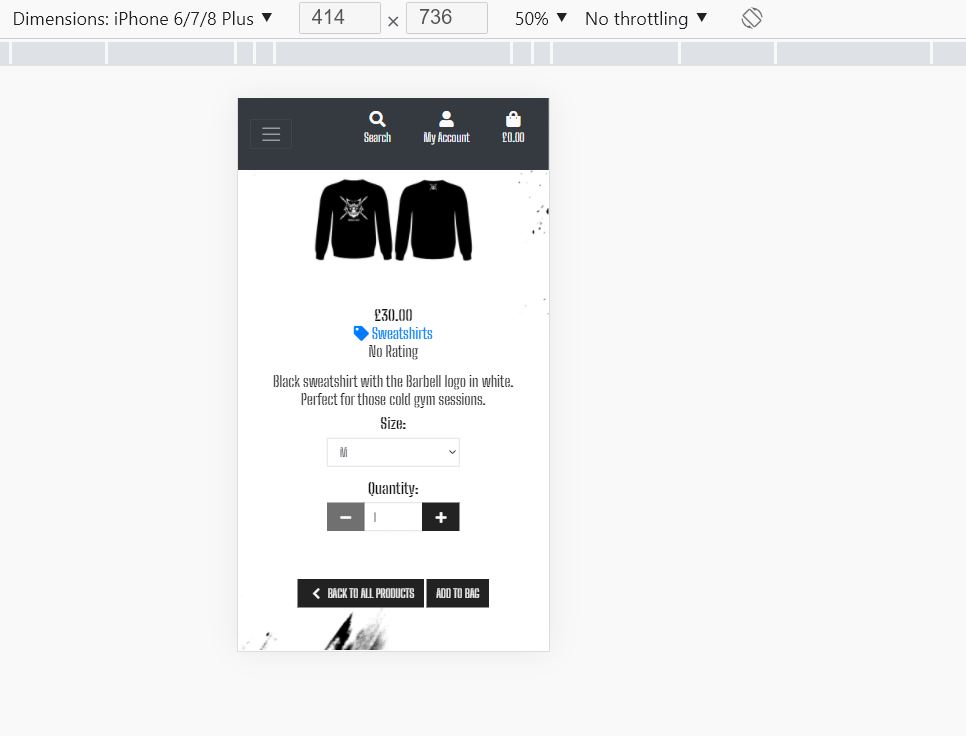 Dimensions: iPhone 6/7/8 Plus ▼ 414 × 736 50% ▼ No throttling ▼
Search My Account £0.00
£30.00
Sweatshirts
No Rating
Black sweatshirt with the Barbell logo in white.
Perfect for those cold gym sessions.
Size:
M
Quantity:
1
BACK TO ALL PRODUCTS ADD TO BAG